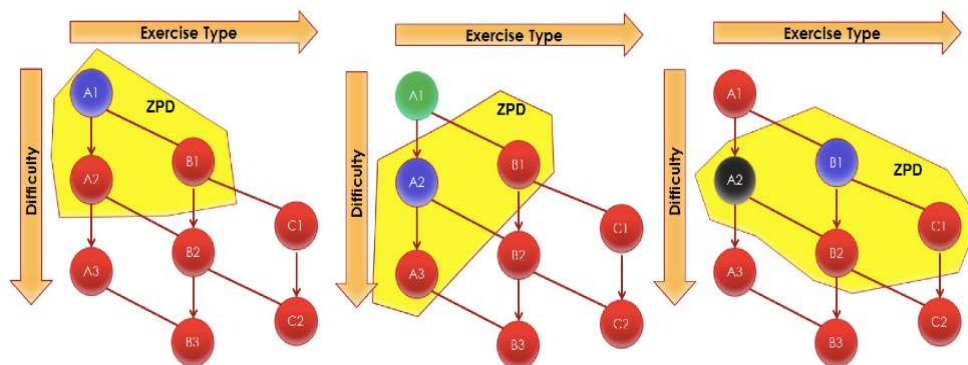 Exercise Type
Difficulty
ZPD
A1
A2
B1
A3
B2
C1
B3
C2
Exercise Type
Difficulty
ZPD
A1
A2
B1
A3
B2
C1
B3
C2
Exercise Type
Difficulty
ZPD
A1
A2
B1
A3
B2
C1
B3
C2